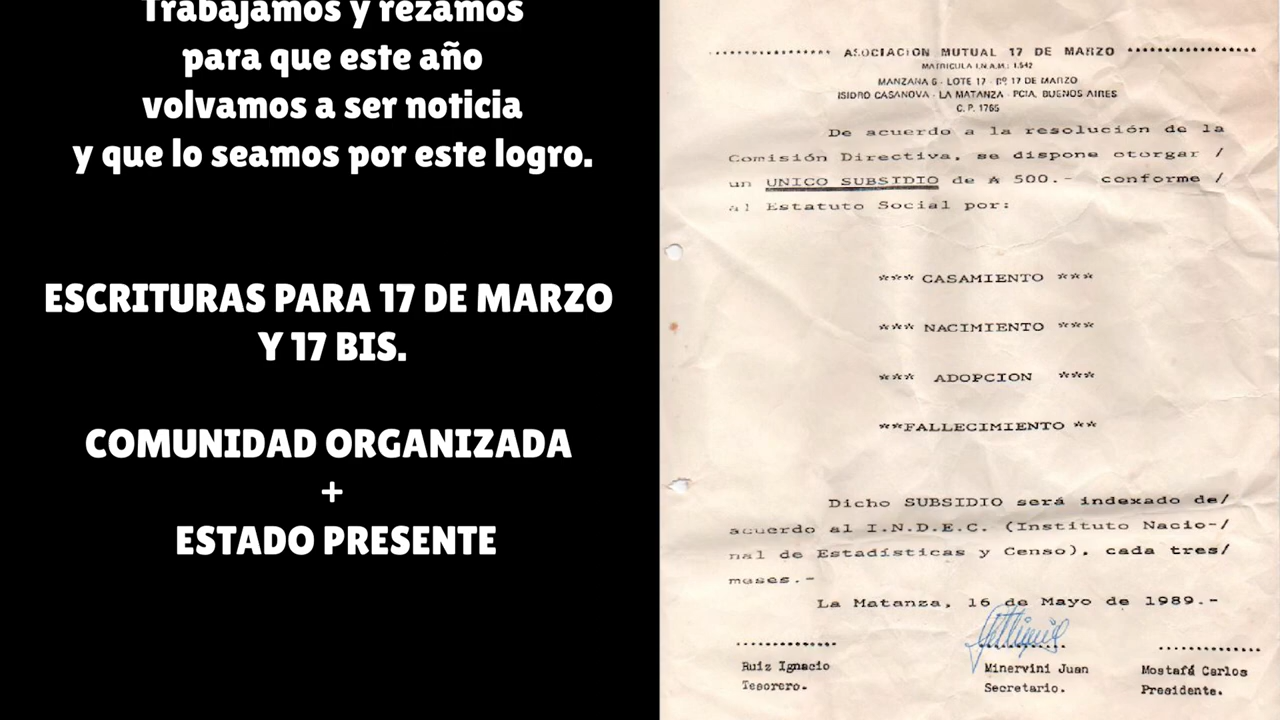 Trabajamos y rezamos
para que este año
volvamos a ser noticia
y que lo seamos por este logro.
ESCRITURAS PARA 17 DE MARZO
Y 17 BIS.
COMUNIDAD ORGANIZADA
+
ESTADO PRESENTE
ASOCIACION MUTUAL 17 DE MARZO
MATRICULA I.N.A.M.: 1.542
MANZANA 6 - LOTE 17 - Bº 17 DE MARZO
ISIDRO CASANOVA - LA MATANZA - PCIA. BUENOS AIRES
C. P. 1765
De acuerdo a la resolución de la
Comisión Directiva, se dispone otorgar /
un UNICO SUBSIDIO de ₳ 500.- conforme /
al Estatuto Social por:
*** CASAMIENTO ***
*** NACIMIENTO ***
*** ADOPCION ***
**FALLECIMIENTO **
Dicho SUBSIDIO será indexado de/
acuerdo al I.N.D.E.C. (Instituto Nacio-/
nal de Estadísticas y Censo), cada tres/
meses.-
La Matanza, 16 de Mayo de 1989.-
Ruiz Ignacio
Tesorero.
Minervini Juan
Secretario.
Mostafá Carlos
Presidente.